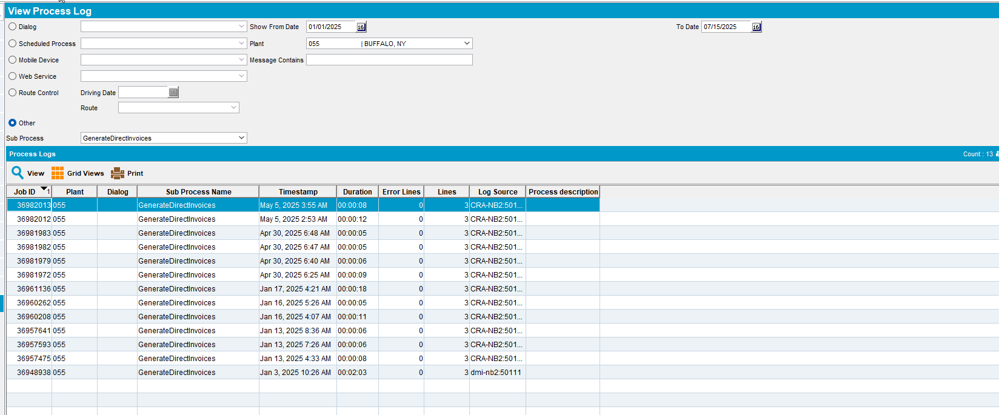 View Process Log
Dialog Show From Date 01/01/2025 16 To Date 07/15/2025 16
Scheduled Process Plant 055 | BUFFALO, NY
Mobile Device Message Contains
Web Service
Route Control Driving Date 16
Route
Other
Sub Process GenerateDirectInvoices
Process Logs Count : 13
View Grid Views Print
Job ID 1 Plant Dialog Sub Process Name Timestamp Duration Error Lines Lines Log Source Process description
36982013 055 GenerateDirectInvoices May 5, 2025 3:55 AM 00:00:08 0 3 CRA-NB2:501...
36982012 055 GenerateDirectInvoices May 5, 2025 2:53 AM 00:00:12 0 3 CRA-NB2:501...
36981983 055 GenerateDirectInvoices Apr 30, 2025 6:48 AM 00:00:05 0 3 CRA-NB2:501...
36981982 055 GenerateDirectInvoices Apr 30, 2025 6:47 AM 00:00:05 0 3 CRA-NB2:501...
36981979 055 GenerateDirectInvoices Apr 30, 2025 6:40 AM 00:00:06 0 3 CRA-NB2:501...
36981972 055 GenerateDirectInvoices Apr 30, 2025 6:25 AM 00:00:09 0 3 CRA-NB2:501...
36961136 055 GenerateDirectInvoices Jan 17, 2025 4:21 AM 00:00:18 0 3 CRA-NB2:501...
36960262 055 GenerateDirectInvoices Jan 16, 2025 5:26 AM 00:00:05 0 3 CRA-NB2:501...
36960208 055 GenerateDirectInvoices Jan 16, 2025 4:07 AM 00:00:11 0 3 CRA-NB2:501...
36957641 055 GenerateDirectInvoices Jan 13, 2025 8:36 AM 00:00:06 0 3 CRA-NB2:501...
36957593 055 GenerateDirectInvoices Jan 13, 2025 7:26 AM 00:00:06 0 3 CRA-NB2:501...
36957475 055 GenerateDirectInvoices Jan 13, 2025 4:33 AM 00:00:08 0 3 CRA-NB2:501...
36948938 055 GenerateDirectInvoices Jan 3, 2025 10:26 AM 00:02:03 0 3 dmi-nb2:50111